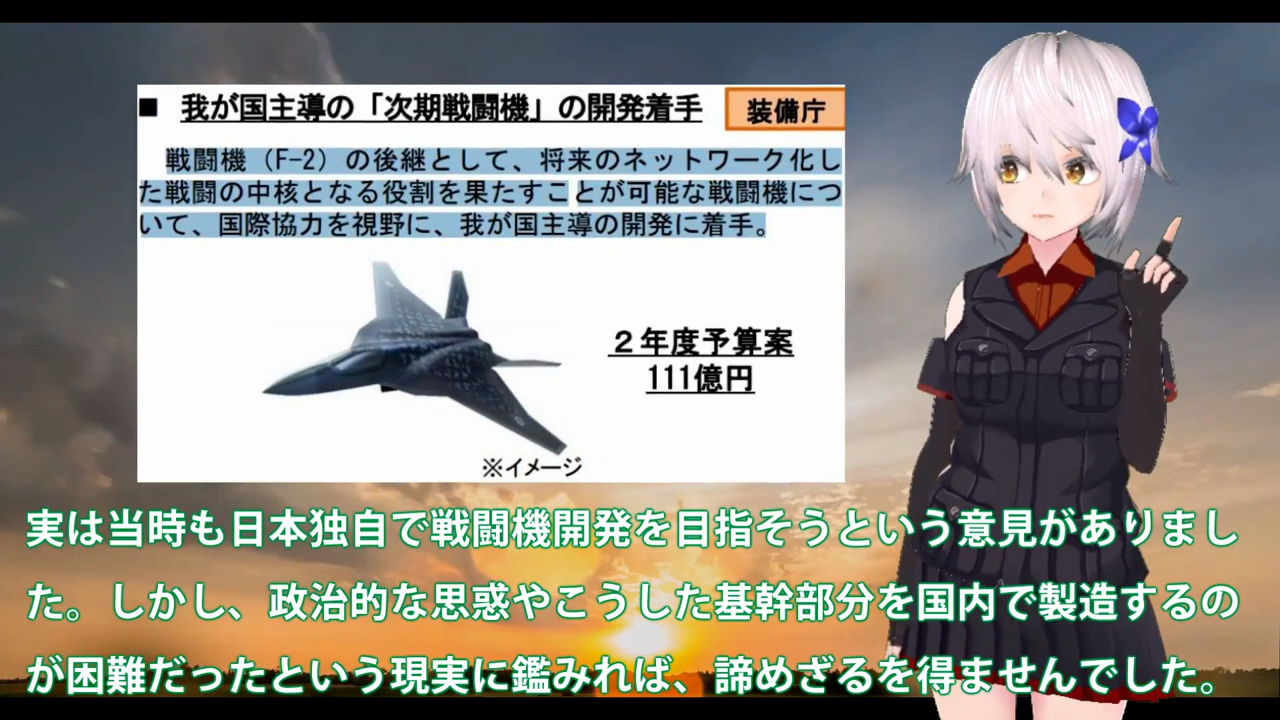 ■ 我が国主導の「次期戦闘機」の開発着手
装備庁
戦闘機（F-2）の後継として、将来のネットワーク化し
た戦闘の中核となる役割を果たすことが可能な戦闘機につ
いて、国際協力を視野に、我が国主導の開発に着手。
２年度予算案
111億円
※イメージ
実は当時も日本独自で戦闘機開発を目指そうという意見がありまし
た。しかし、政治的な思惑やこうした基幹部分を国内で製造するの
が困難だったという現実に鑑みれば、諦めざるを得ませんでした。